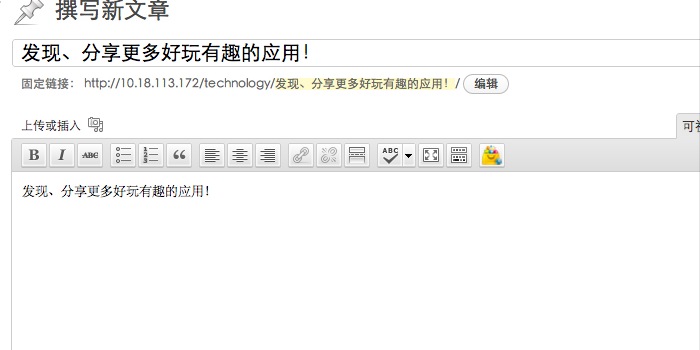 撰写新文章
发现、分享更多好玩有趣的应用！
固定链接： http://10.18.113.172/technology/发现、分享更多好玩有趣的应用！/ 编辑
上传或插入
可视
B I ABC ABC
发现、分享更多好玩有趣的应用！